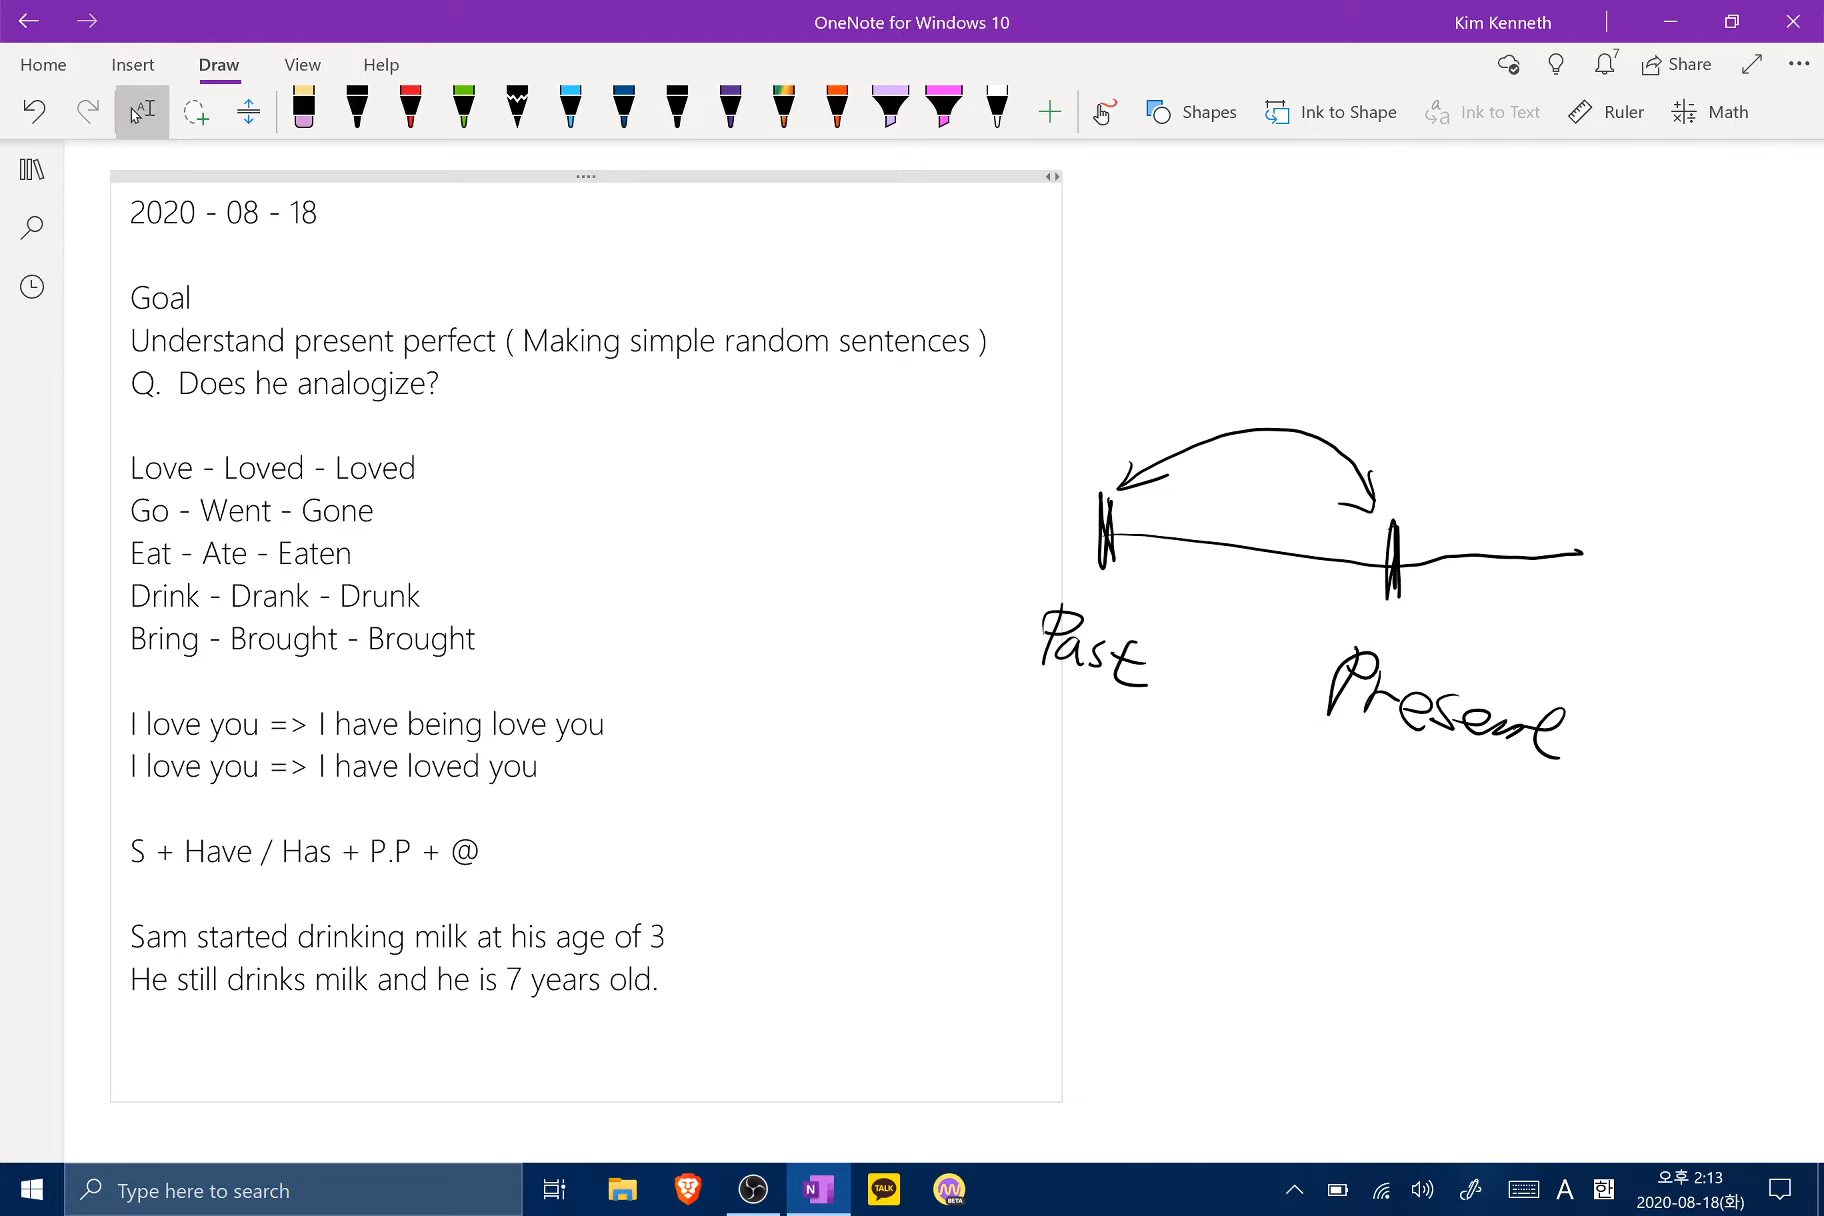 OneNote for Windows 10
Kim Kenneth
Home
Insert
Draw
View
Help
7
Share
Shapes
Ink to Shape
Ink to Text
Ruler
Math
2020 - 08 - 18
Goal
Understand present perfect ( Making simple random sentences )
Q. Does he analogize?
Love - Loved - Loved
Go - Went - Gone
Eat - Ate - Eaten
Drink - Drank - Drunk
Bring - Brought - Brought
I love you => I have being love you
I love you => I have loved you
S + Have / Has + P.P + @
Sam started drinking milk at his age of 3
He still drinks milk and he is 7 years old.
Past
Present
Type here to search
N
TALK
BETA
A
한
오후 2:13
2020-08-18(화)